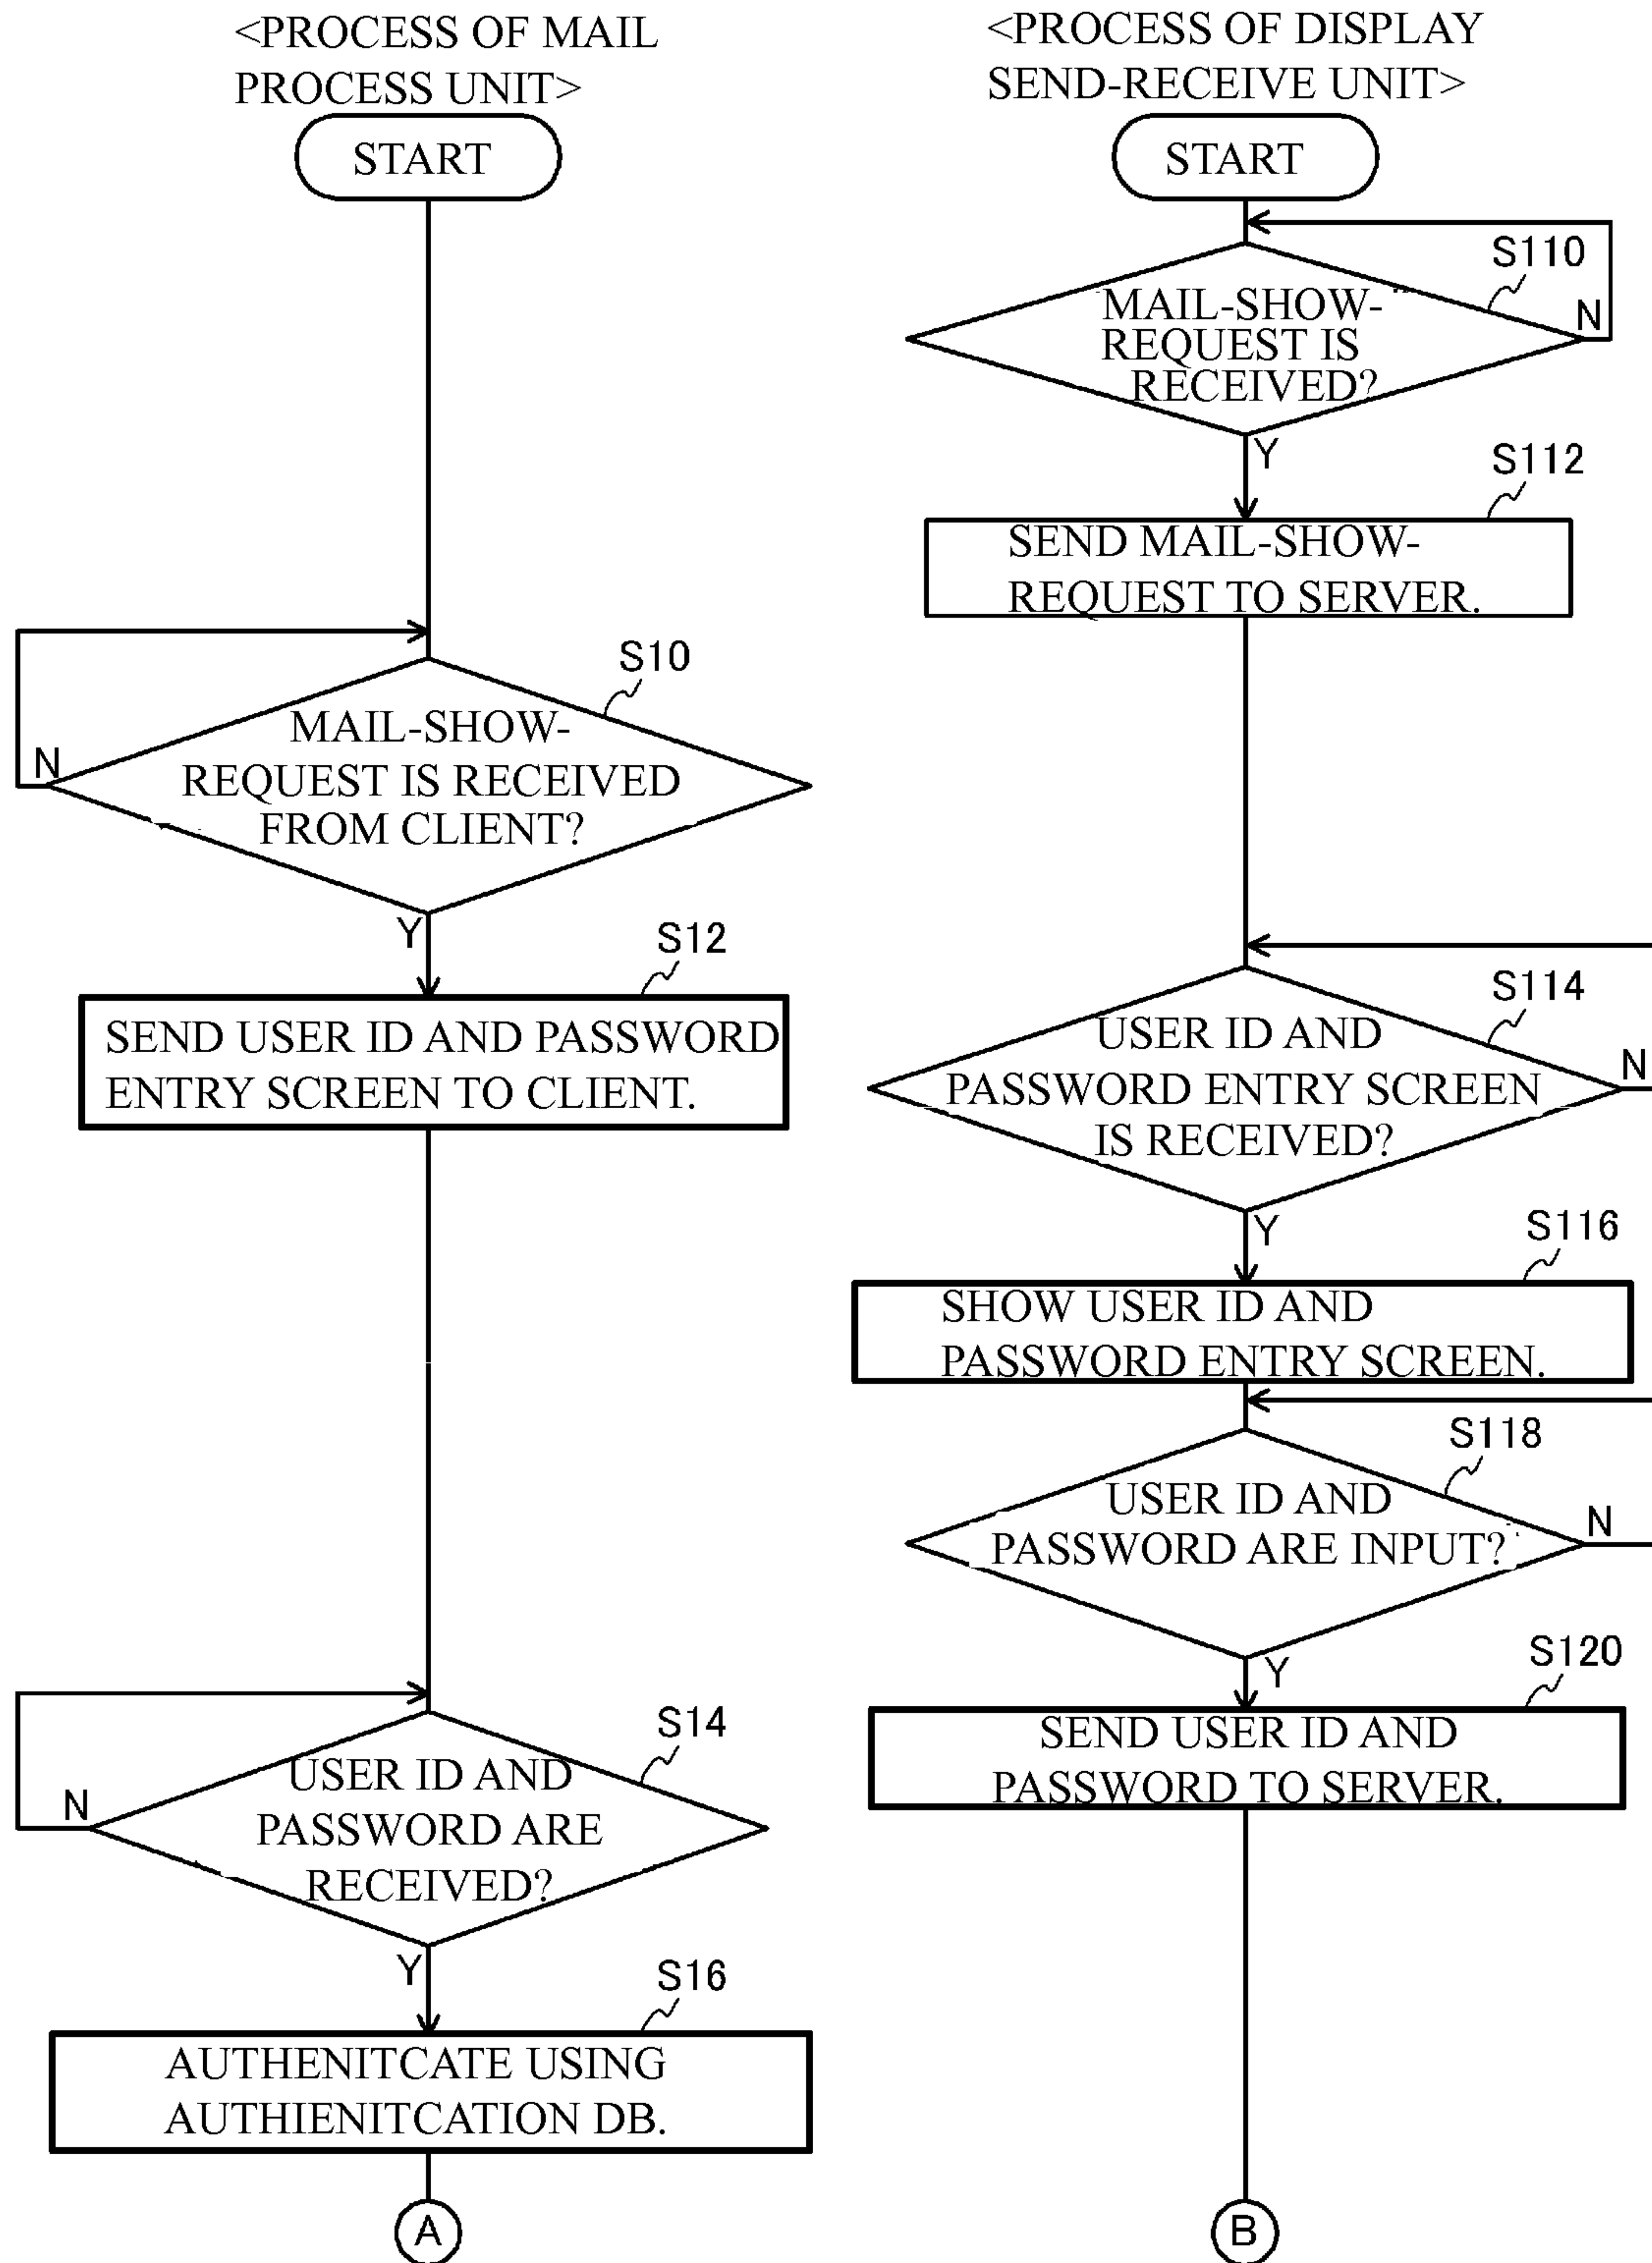 <PROCESS OF MAIL
PROCESS UNIT>
START
S10
MAIL-SHOW-
REQUEST IS RECEIVED
FROM CLIENT?
N
Y
S12
SEND USER ID AND PASSWORD
ENTRY SCREEN TO CLIENT.
S14
USER ID AND
PASSWORD ARE
RECEIVED?
N
Y
S16
AUTHENITCATE USING
AUTHIENITCATION DB.
A
<PROCESS OF DISPLAY
SEND-RECEIVE UNIT>
START
S110
MAIL-SHOW-
REQUEST IS
RECEIVED?
N
Y
S112
SEND MAIL-SHOW-
REQUEST TO SERVER.
S114
USER ID AND
PASSWORD ENTRY SCREEN
IS RECEIVED?
N
Y
S116
SHOW USER ID AND
PASSWORD ENTRY SCREEN.
S118
USER ID AND
PASSWORD ARE INPUT?
N
Y
S120
SEND USER ID AND
PASSWORD TO SERVER.
B